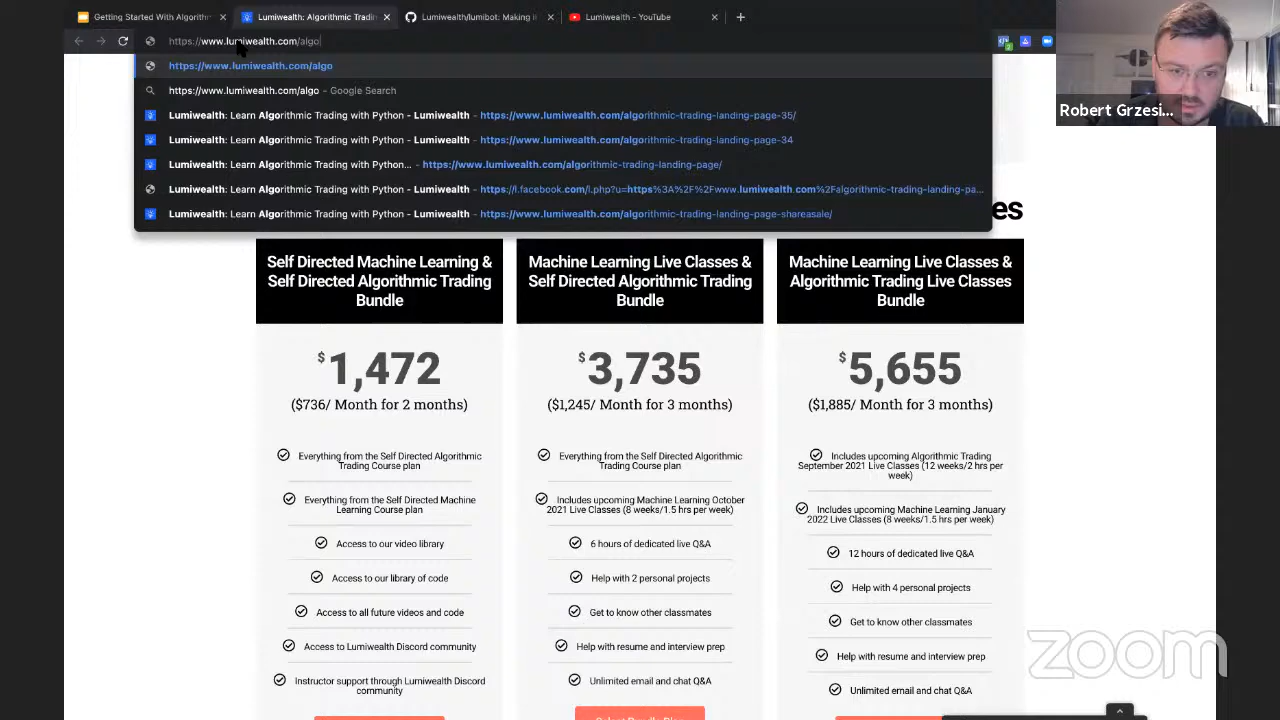 Getting Started With Algorithm
Lumiwealth: Algorithmic Tradin
Lumiwealth/lumibot: Making it
Lumiwealth - YouTube
https://www.lumiwealth.com/algo
https://www.lumiwealth.com/algo
https://www.lumiwealth.com/algo - Google Search
Lumiwealth: Learn Algorithmic Trading with Python - Lumiwealth - https://www.lumiwealth.com/algorithmic-trading-landing-page-35/
Lumiwealth: Learn Algorithmic Trading with Python - Lumiwealth - https://www.lumiwealth.com/algorithmic-trading-landing-page-34
Lumiwealth: Learn Algorithmic Trading with Python... - https://www.lumiwealth.com/algorithmic-trading-landing-page/
Lumiwealth: Learn Algorithmic Trading with Python - Lumiwealth - https://l.facebook.com/l.php?u=https%3A%2F%2Fwww.lumiwealth.com%2Falgorithmic-trading-landing-pa...
Lumiwealth: Learn Algorithmic Trading with Python - Lumiwealth - https://www.lumiwealth.com/algorithmic-trading-landing-page-shareasale/
Robert Grzesi...
es
Self Directed Machine Learning &
Self Directed Algorithmic Trading
Bundle
$1,472
($736/ Month for 2 months)
Everything from the Self Directed Algorithmic
Trading Course plan
Everything from the Self Directed Machine
Learning Course plan
Access to our video library
Access to our library of code
Access to all future videos and code
Access to Lumiwealth Discord community
Instructor support through Lumiwealth Discord
community
Machine Learning Live Classes &
Self Directed Algorithmic Trading
Bundle
$3,735
($1,245/ Month for 3 months)
Everything from the Self Directed Algorithmic
Trading Course plan
Includes upcoming Machine Learning October
2021 Live Classes (8 weeks/1.5 hrs per week)
6 hours of dedicated live Q&A
Help with 2 personal projects
Get to know other classmates
Help with resume and interview prep
Unlimited email and chat Q&A
Machine Learning Live Classes &
Algorithmic Trading Live Classes
Bundle
$5,655
($1,885/ Month for 3 months)
Includes upcoming Algorithmic Trading
September 2021 Live Classes (12 weeks/2 hrs per
week)
Includes upcoming Machine Learning January
2022 Live Classes (8 weeks/1.5 hrs per week)
12 hours of dedicated live Q&A
Help with 4 personal projects
Get to know other classmates
Help with resume and interview prep
Unlimited email and chat Q&A
zoom